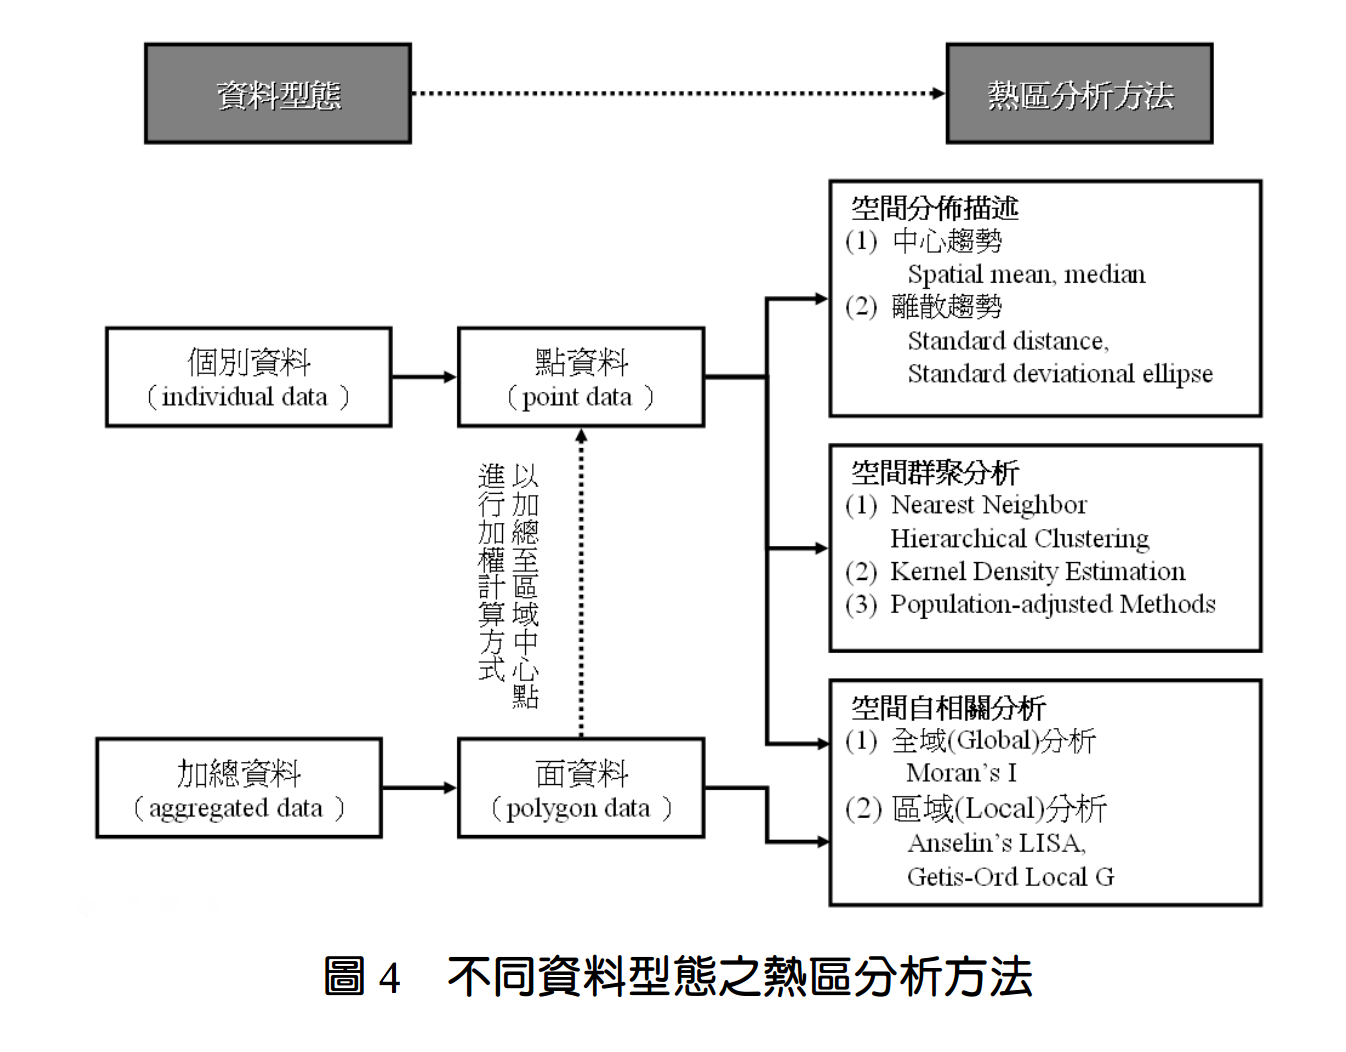 資料型態
熱區分析方法
空間分佈描述
(1) 中心趨勢
Spatial mean, median
(2) 離散趨勢
Standard distance,
Standard deviational ellipse
個別資料
（individual data ）
點資料
（point data ）
空間群聚分析
(1) Nearest Neighbor
Hierarchical Clustering
(2) Kernel Density Estimation
(3) Population-adjusted Methods
以加總至區域中心點
進行加權計算方式
加總資料
（aggregated data ）
面資料
（polygon data ）
空間自相關分析
(1) 全域(Global)分析
Moran's I
(2) 區域(Local)分析
Anselin's LISA,
Getis-Ord Local G
圖 4　不同資料型態之熱區分析方法